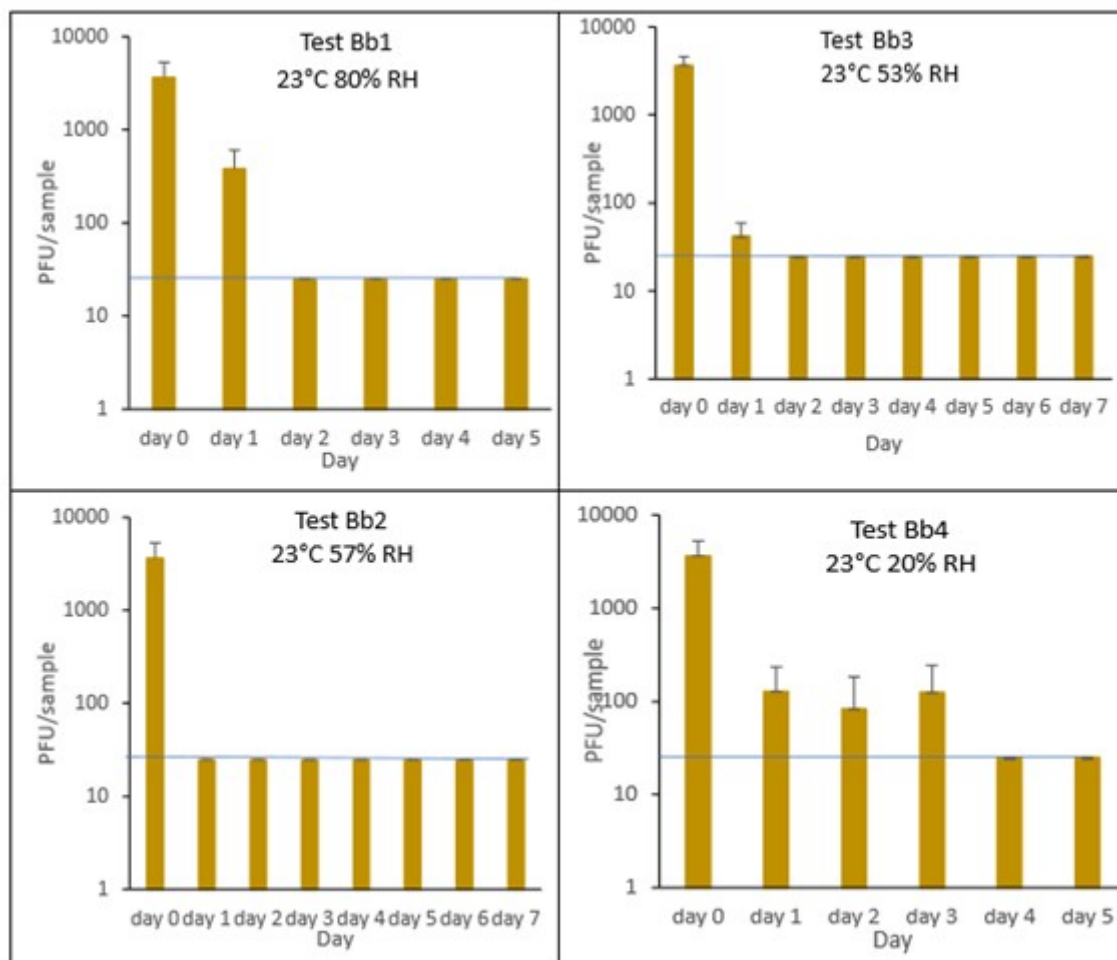 Test Bb1
23°C 80% RH
PFU/sample
10000
1000
100
10
1
day 0 day 1 day 2 day 3 day 4 day 5
Day
Test Bb3
23°C 53% RH
PFU/sample
10000
1000
100
10
1
day 0 day 1 day 2 day 3 day 4 day 5 day 6 day 7
Day
Test Bb2
23°C 57% RH
PFU/sample
10000
1000
100
10
1
day 0 day 1 day 2 day 3 day 4 day 5 day 6 day 7
Day
Test Bb4
23°C 20% RH
PFU/sample
10000
1000
100
10
1
day 0 day 1 day 2 day 3 day 4 day 5
Day